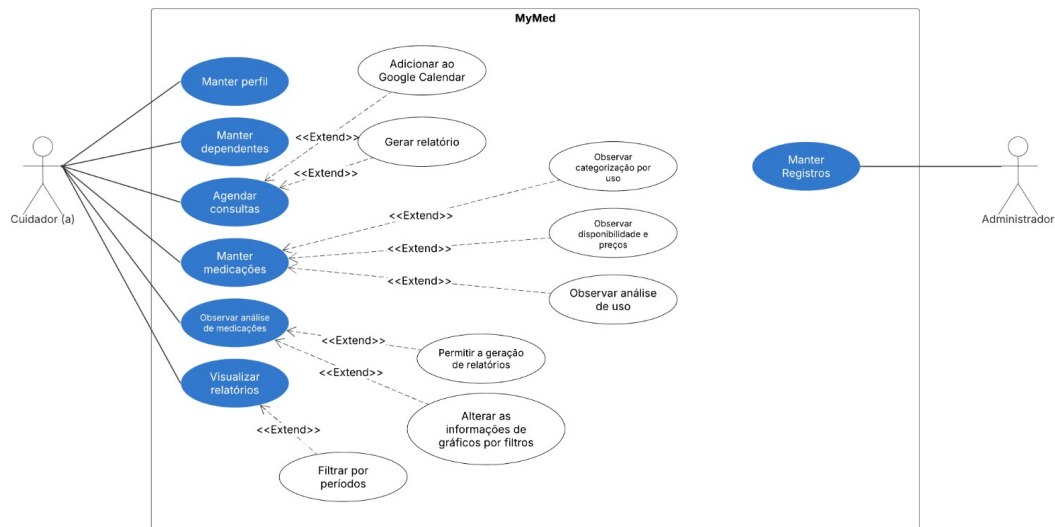 MyMed
Manter perfil
Adicionar ao
Google Calendar
<<Extend>>
Manter
dependentes
Gerar relatório
<<Extend>>
Agendar
consultas
Observar
categorização por
uso
<<Extend>>
Manter
Registros
Cuidador (a)
Administrador
Manter
medicações
Observar
disponibilidade e
preços
<<Extend>>
<<Extend>>
Observar análise
de uso
Observar análise
de medicações
<<Extend>>
Permitir a geração
de relatórios
Visualizar
relatórios
<<Extend>>
Alterar as
informações de
gráficos por filtros
<<Extend>>
Filtrar por
períodos